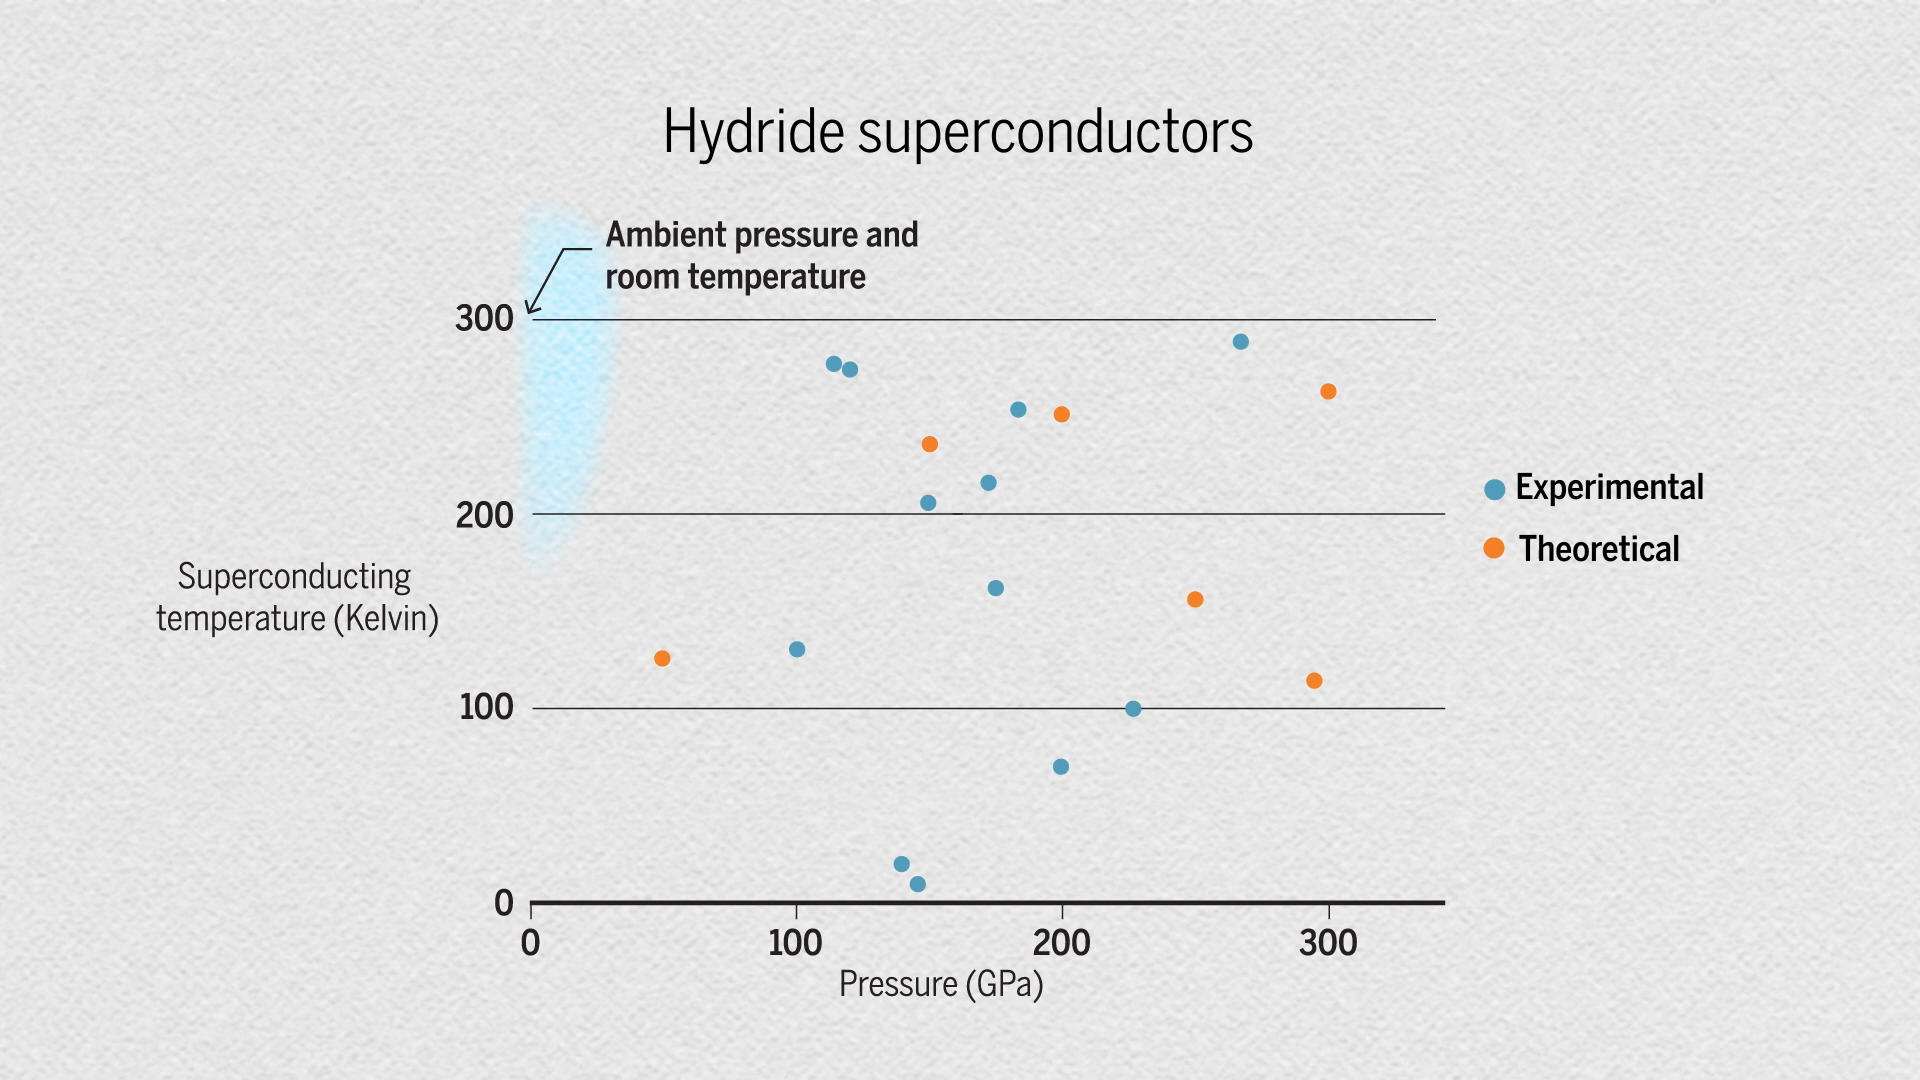 Hydride superconductors
Ambient pressure and
room temperature
300
200
Superconducting
temperature (Kelvin)
100
0
0 100 200 300
Pressure (GPa)
Experimental
Theoretical